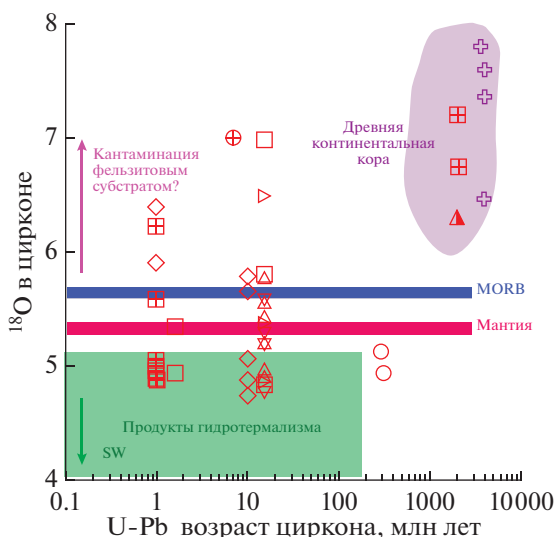 8
7
6
5
4
¹⁸O в цирконе
Кантаминация
фельзитовым
субстратом?
Древняя
континентальная
кора
MORB
Мантия
Продукты гидротермализма
SW
0.1 1 10 100 1000 10000
U-Pb возраст циркона, млн лет